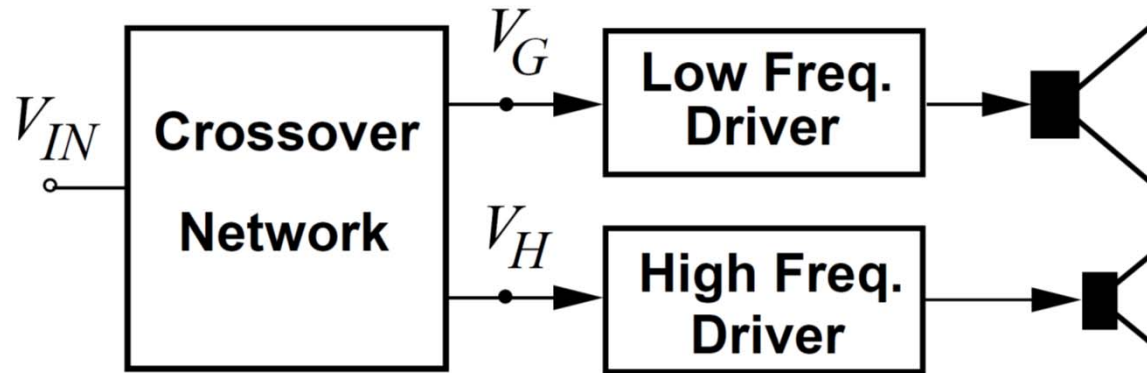 V_IN
Crossover
Network
V_G
Low Freq.
Driver
V_H
High Freq.
Driver